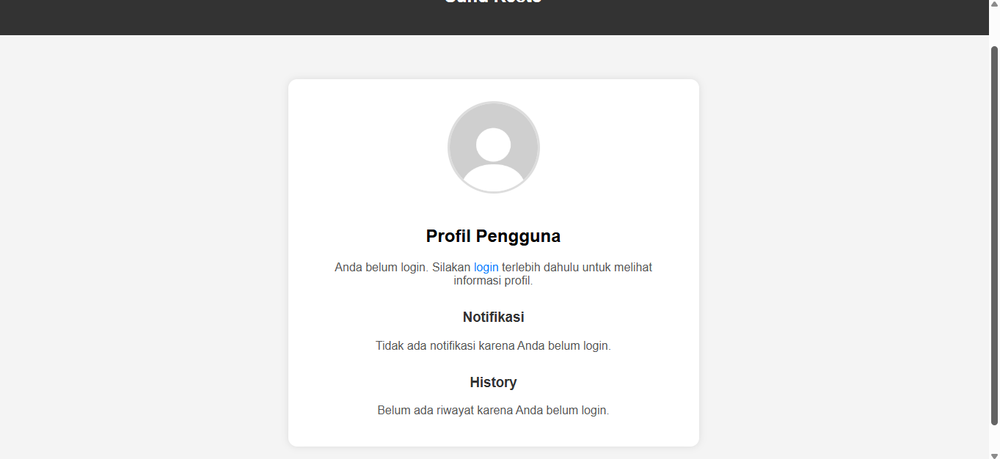 Profil Pengguna
Anda belum login. Silakan login terlebih dahulu untuk melihat
informasi profil.
Notifikasi
Tidak ada notifikasi karena Anda belum login.
History
Belum ada riwayat karena Anda belum login.